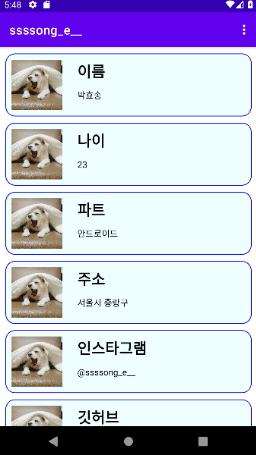 5:48
ssssong_e__
이름
박효송
나이
23
파트
안드로이드
주소
서울시 중랑구
인스타그램
@ssssong_e__
깃허브